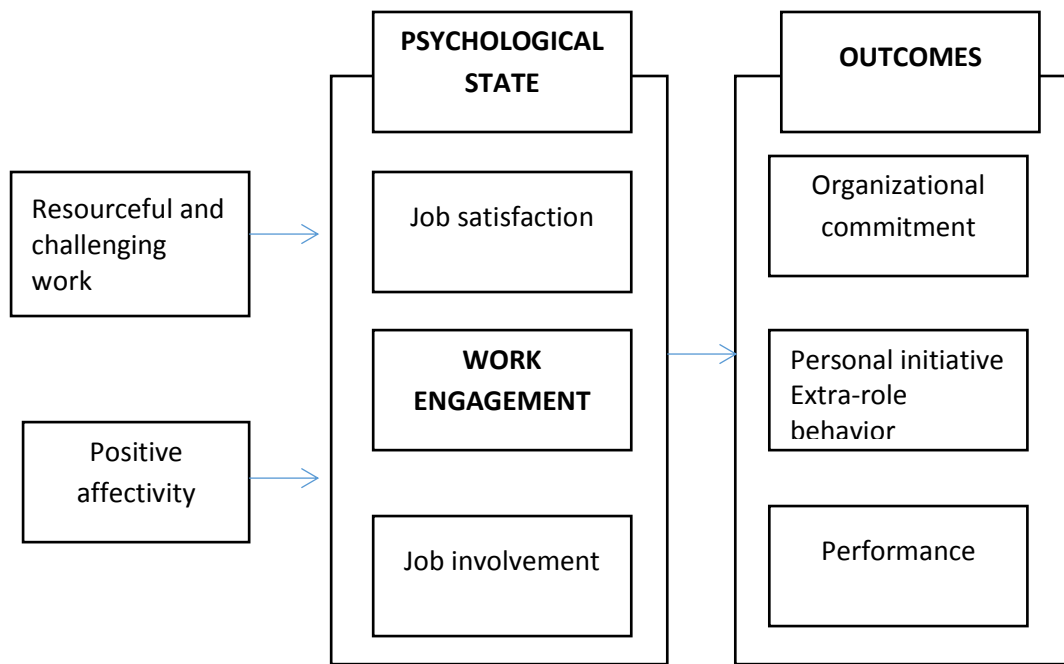 Resourceful and
challenging
work
Positive
affectivity
PSYCHOLOGICAL
STATE
Job satisfaction
WORK
ENGAGEMENT
Job involvement
OUTCOMES
Organizational
commitment
Personal initiative
Extra-role
behavior
Performance